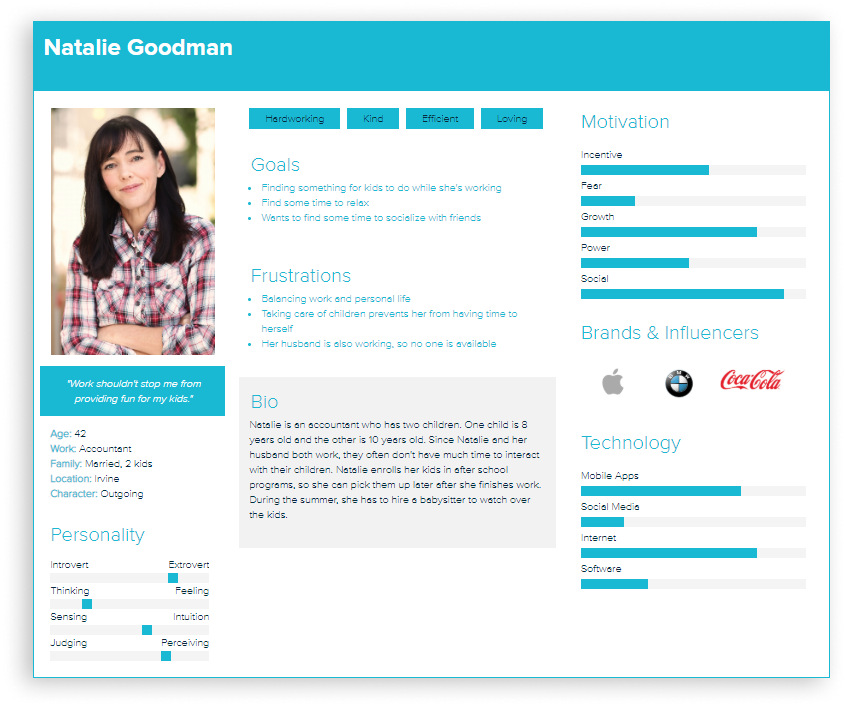 Natalie Goodman
Hardworking
Kind
Efficient
Loving
Goals
Finding something for kids to do while she's working
Find some time to relax
Wants to find some time to socialize with friends
Frustrations
Balancing work and personal life
Taking care of children prevents her from having time to
herself
Her husband is also working, so no one is available
"Work shouldn't stop me from
providing fun for my kids."
Age: 42
Work: Accountant
Family: Married, 2 kids
Location: Irvine
Character: Outgoing
Personality
Introvert Extrovert
Thinking Feeling
Sensing Intuition
Judging Perceiving
Bio
Natalie is an accountant who has two children. One child is 8
years old and the other is 10 years old. Since Natalie and her
husband both work, they often don't have much time to interact
with their children. Natalie enrolls her kids in after school
programs, so she can pick them up later after she finishes work.
During the summer, she has to hire a babysitter to watch over
the kids.
Motivation
Incentive
Fear
Growth
Power
Social
Brands & Influencers
BMW
Coca-Cola
Technology
Mobile Apps
Social Media
Internet
Software